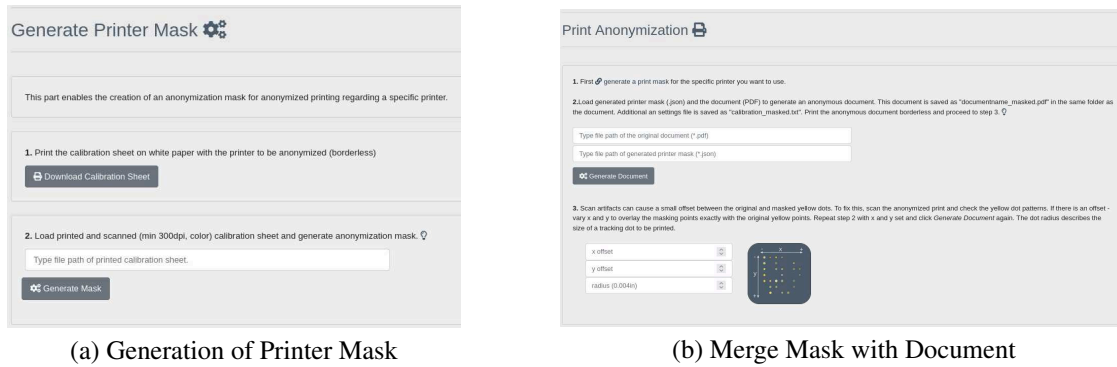 Generate Printer Mask
This part enables the creation of an anonymization mask for anonymized printing regarding a specific printer.
1. Print the calibration sheet on white paper with the printer to be anonymized (borderless)
Download Calibration Sheet
2. Load printed and scanned (min 300dpi, color) calibration sheet and generate anonymization mask.
Type file path of printed calibration sheet.
Generate Mask
(a) Generation of Printer Mask
Print Anonymization
1. First generate a print mask for the specific printer you want to use.
2.Load generated printer mask (.json) and the document (PDF) to generate an anonymous document. This document is saved as "documentname_masked.pdf" in the same folder as
the document. Additional an settings file is saved as "calibration_masked.txt". Print the anonymous document borderless and proceed to step 3.
Type file path of the original document (*.pdf)
Type file path of generated printer mask (*.json)
Generate Document
3. Scan artifacts can cause a small offset between the original and masked yellow dots. To fix this, scan the anonymized print and check the yellow dot patterns. If there is an offset -
vary x and y to overlay the masking points exactly with the original yellow points. Repeat step 2 with x and y set and click Generate Document again. The dot radius describes the
size of a tracking dot to be printed.
x offset
y offset
radius (0.004in)
- x +
- y +
(b) Merge Mask with Document